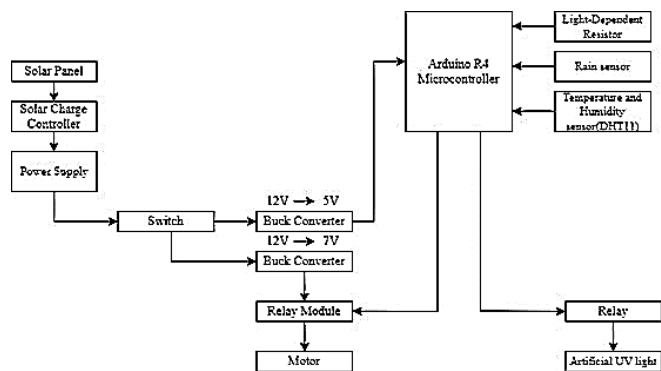 Solar Panel
Solar Charge
Controller
Power Supply
Switch
12V → 5V
Buck Converter
12V → 7V
Buck Converter
Relay Module
Motor
Arduino R4
Microcontroller
Light-Dependent
Resistor
Rain sensor
Temperature and
Humidity
sensor(DHT11)
Relay
Artificial UV light